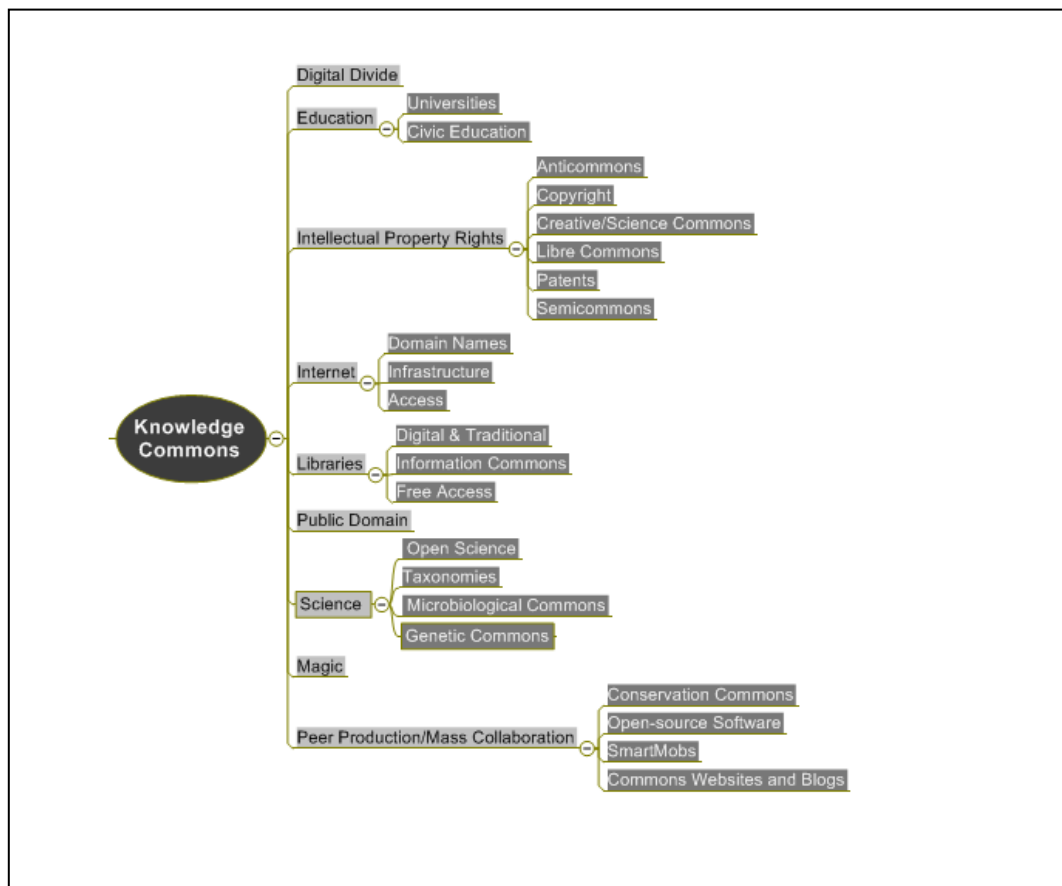 Digital Divide
Education
Universities
Civic Education
Intellectual Property Rights
Anticommons
Copyright
Creative/Science Commons
Libre Commons
Patents
Semicommons
Internet
Domain Names
Infrastructure
Access
Knowledge
Commons
Libraries
Digital & Traditional
Information Commons
Free Access
Public Domain
Science
Open Science
Taxonomies
Microbiological Commons
Genetic Commons
Magic
Peer Production/Mass Collaboration
Conservation Commons
Open-source Software
SmartMobs
Commons Websites and Blogs